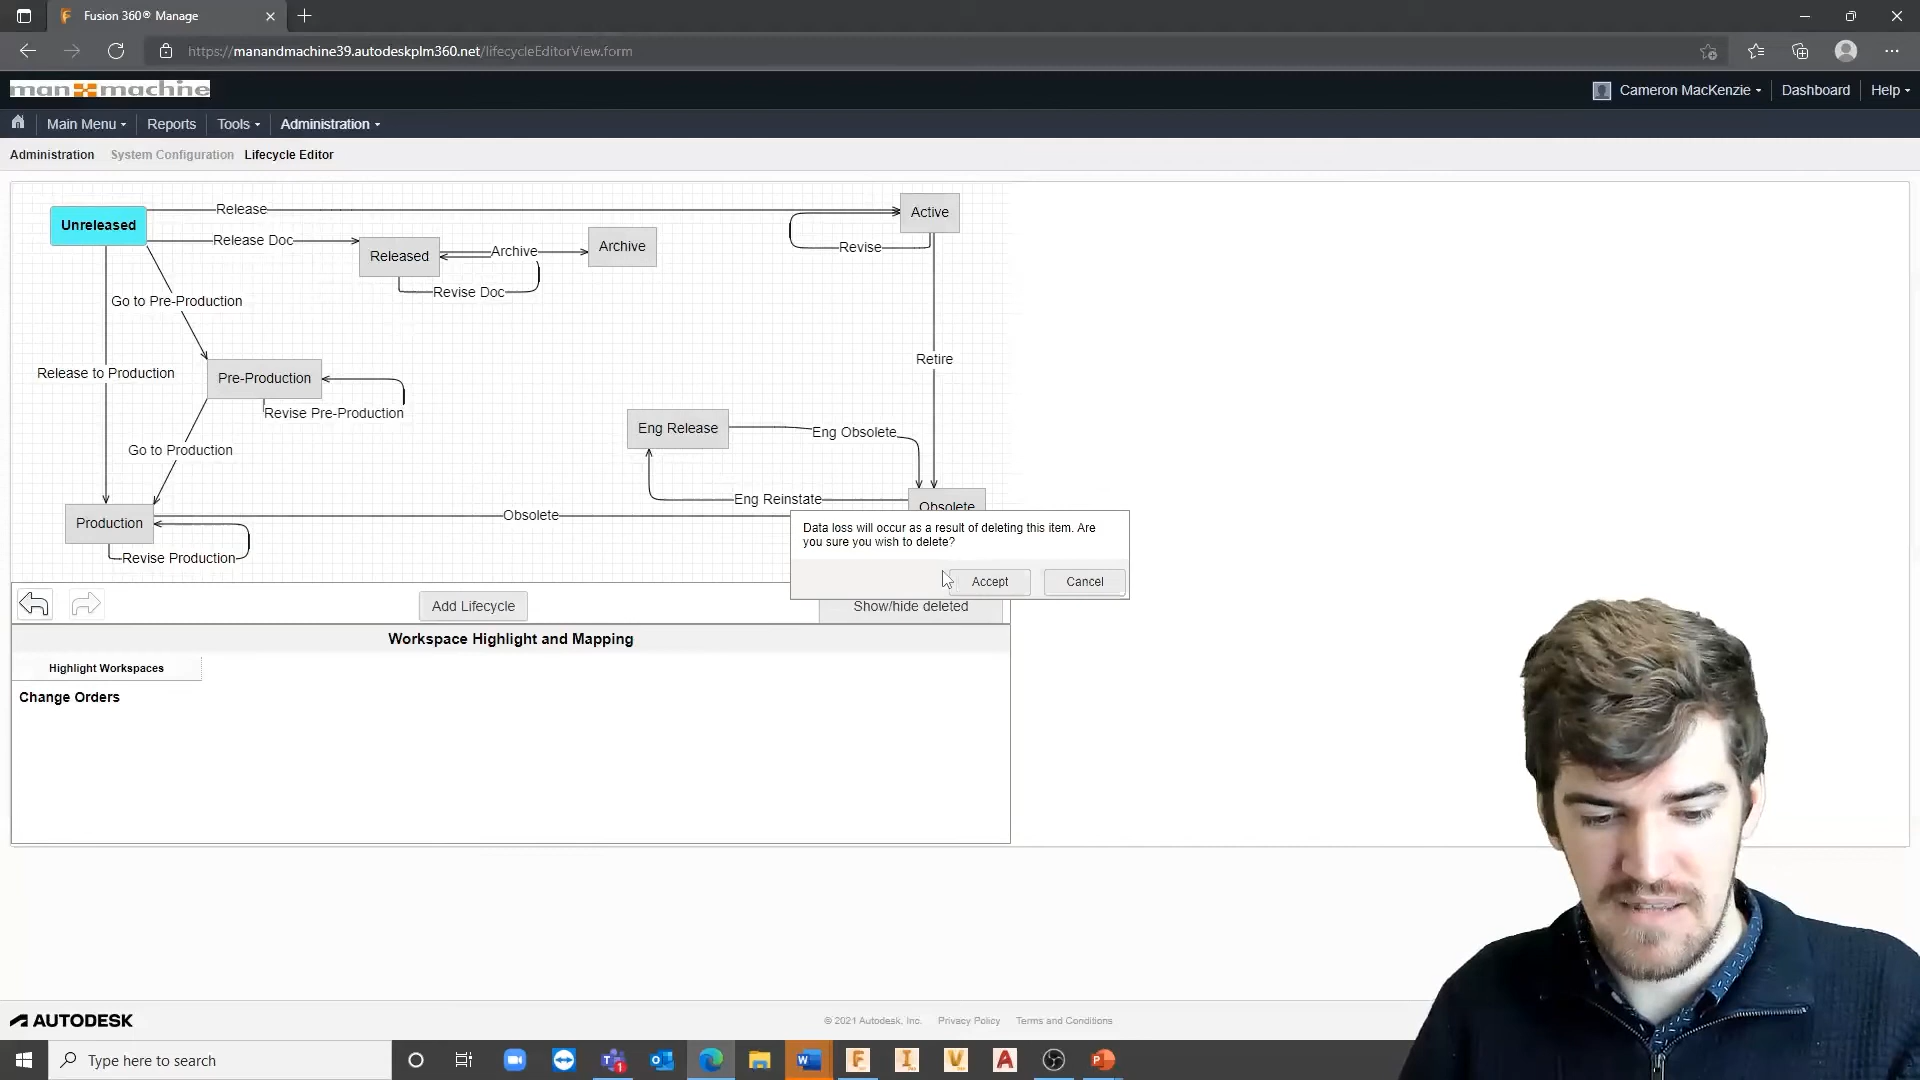 Fusion 360® Manage
https://manandmachine39.autodeskplm360.net/lifecycleEditorView.form
man machine
Cameron MacKenzie
Dashboard
Help
Main Menu
Reports
Tools
Administration
Administration
System Configuration
Lifecycle Editor
Unreleased
Release
Active
Release Doc
Released
Archive
Archive
Revise
Revise Doc
Go to Pre-Production
Release to Production
Pre-Production
Retire
Revise Pre-Production
Eng Release
Eng Obsolete
Go to Production
Eng Reinstate
Obsolete
Production
Obsolete
Revise Production
Data loss will occur as a result of deleting this item. Are
you sure you wish to delete?
Accept
Cancel
Add Lifecycle
Show/hide deleted
Workspace Highlight and Mapping
Highlight Workspaces
Change Orders
AUTODESK
© 2021 Autodesk, Inc.
Privacy Policy
Terms and Conditions
Type here to search
1